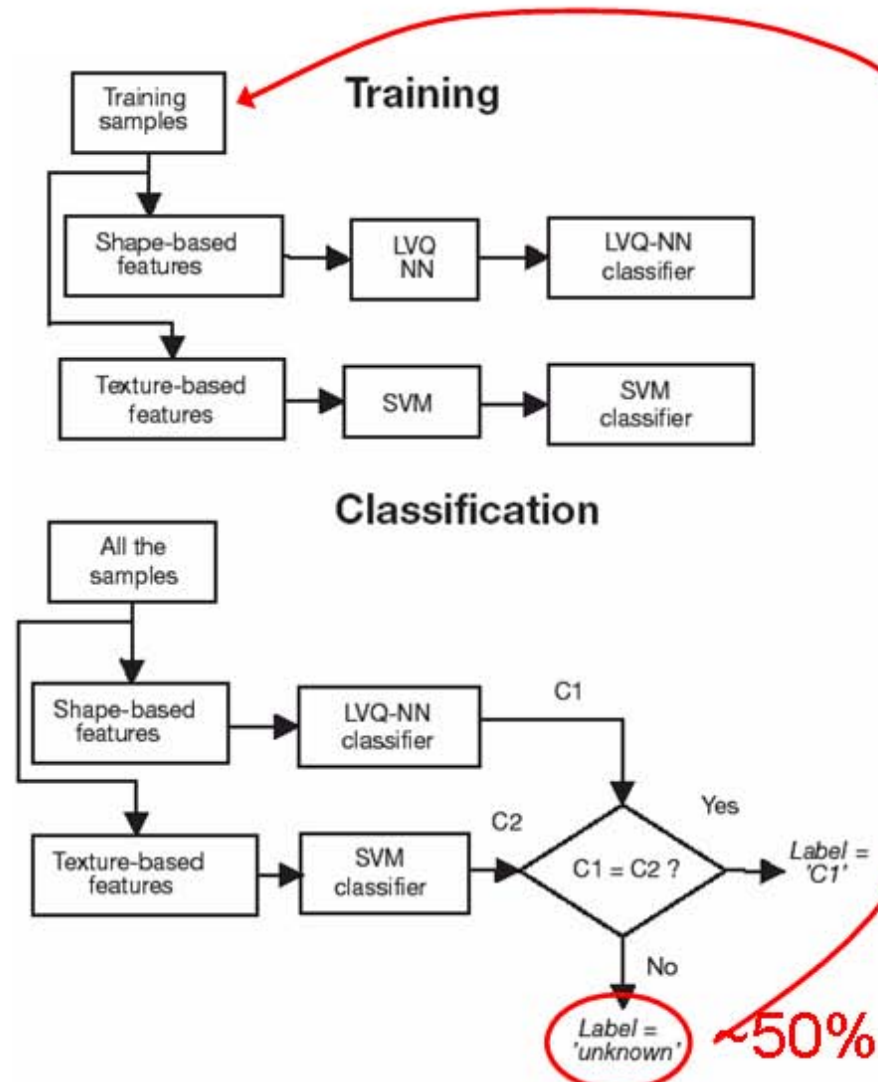 Training
Training
samples
Shape-based
features
LVQ
NN
LVQ-NN
classifier
Texture-based
features
SVM
SVM
classifier
Classification
All the
samples
Shape-based
features
LVQ-NN
classifier
C1
Texture-based
features
SVM
classifier
C2
C1 = C2 ?
Yes
Label =
'C1'
No
Label =
'unknown'
~50%